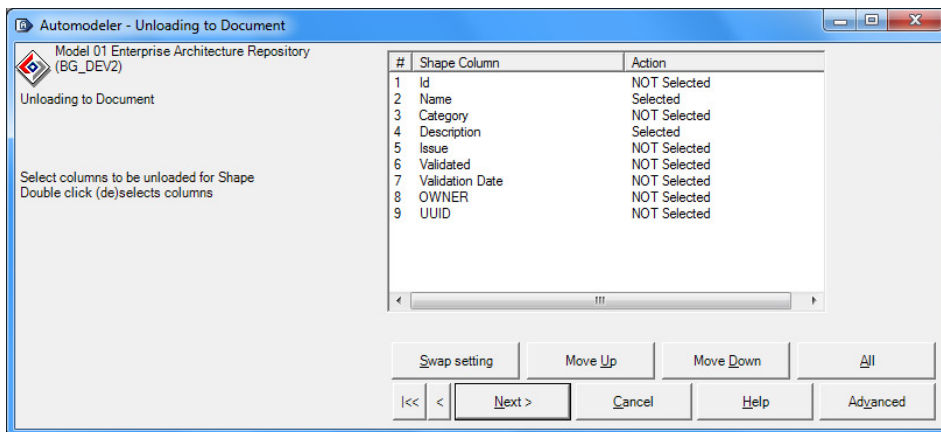 Automodeler - Unloading to Document
Model 01 Enterprise Architecture Repository
(BG_DEV2)
Unloading to Document
Select columns to be unloaded for Shape
Double click (de)selects columns
# Shape Column Action
1 Id NOT Selected
2 Name Selected
3 Category NOT Selected
4 Description Selected
5 Issue NOT Selected
6 Validated NOT Selected
7 Validation Date NOT Selected
8 OWNER NOT Selected
9 UUID NOT Selected
Swap setting Move Up Move Down All
|<< < Next > Cancel Help Advanced